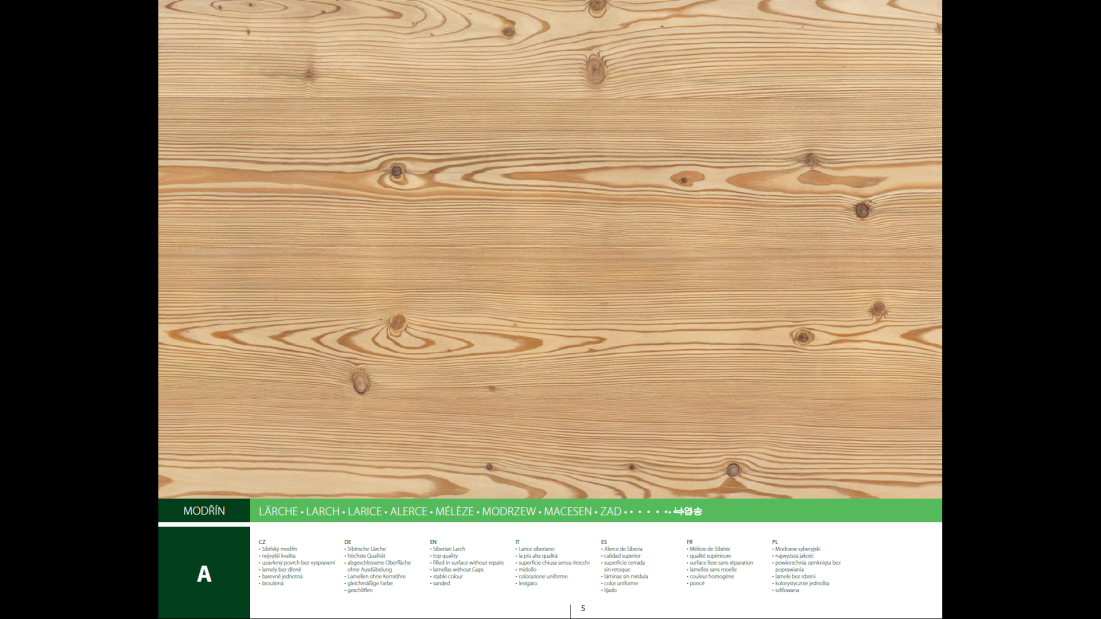 MODŘÍN
LÄRCHE • LARCH • LARICE • ALERCE • MÉLÈZE • MODRZEW • MACESEN • ZAD • • • • • •
A
CZ
• Sibiřský modřín
• nejvyšší kvalita
• uzavřený povrch bez vyspravení
• lamely bez dřeně
• barevně jednotná
• broušená
DE
• Sibirische Lärche
• höchste Qualität
• abgeschlossene Oberfläche
ohne Ausdübelung
• Lamellen ohne Kernröhre
• gleichmäßige Farbe
• geschliffen
EN
• Siberian Larch
• top quality
• filled-in surface without repairs
• lamellas without Gaps
• stable colour
• sanded
IT
• Larice siberiano
• la più alta qualità
• superficie chiusa senza ritocchi
• midollo
• colorazione uniforme
• levigato
ES
• Alerce de Siberia
• calidad superior
• superficie cerrada
sin retoque
• láminas sin médula
• color uniforme
• lijado
FR
• Mélèze de Sibérie
• qualité supérieure
• surface lisse sans réparation
• lamelles sans moelle
• couleur homogène
• poncé
PL
• Modrzew syberyjski
• najwyższa jakość
• powierzchnia zamknięta bez
poprawiania
• lamele bez rdzeni
• kolorystycznie jednolita
• szlifowana
5